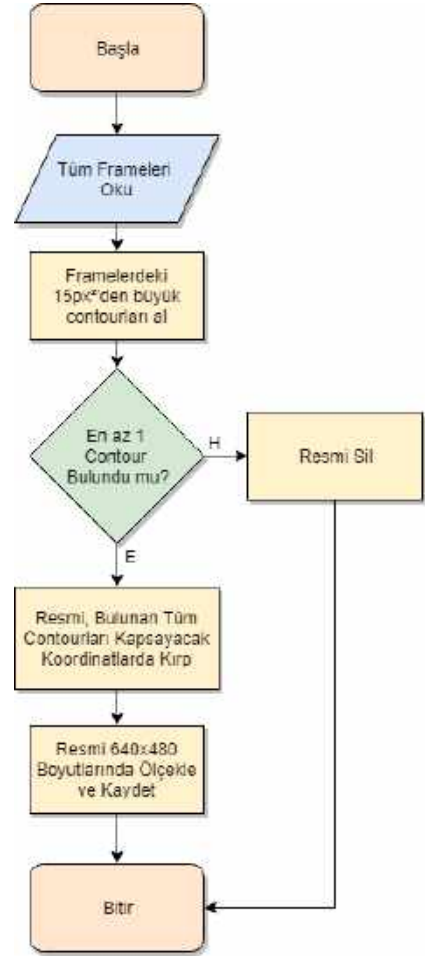 Başla
Tüm Frameleri
Oku
Framelerdeki
15px²'den büyük
contourları al
En az 1
Contour
Bulundu mu?
H
Resmi Sil
E
Resmi, Bulunan Tüm
Contourları Kapsayacak
Koordinatlarda Kırp
Resmi 640x480
Boyutlarında Ölçekle
ve Kaydet
Bitir